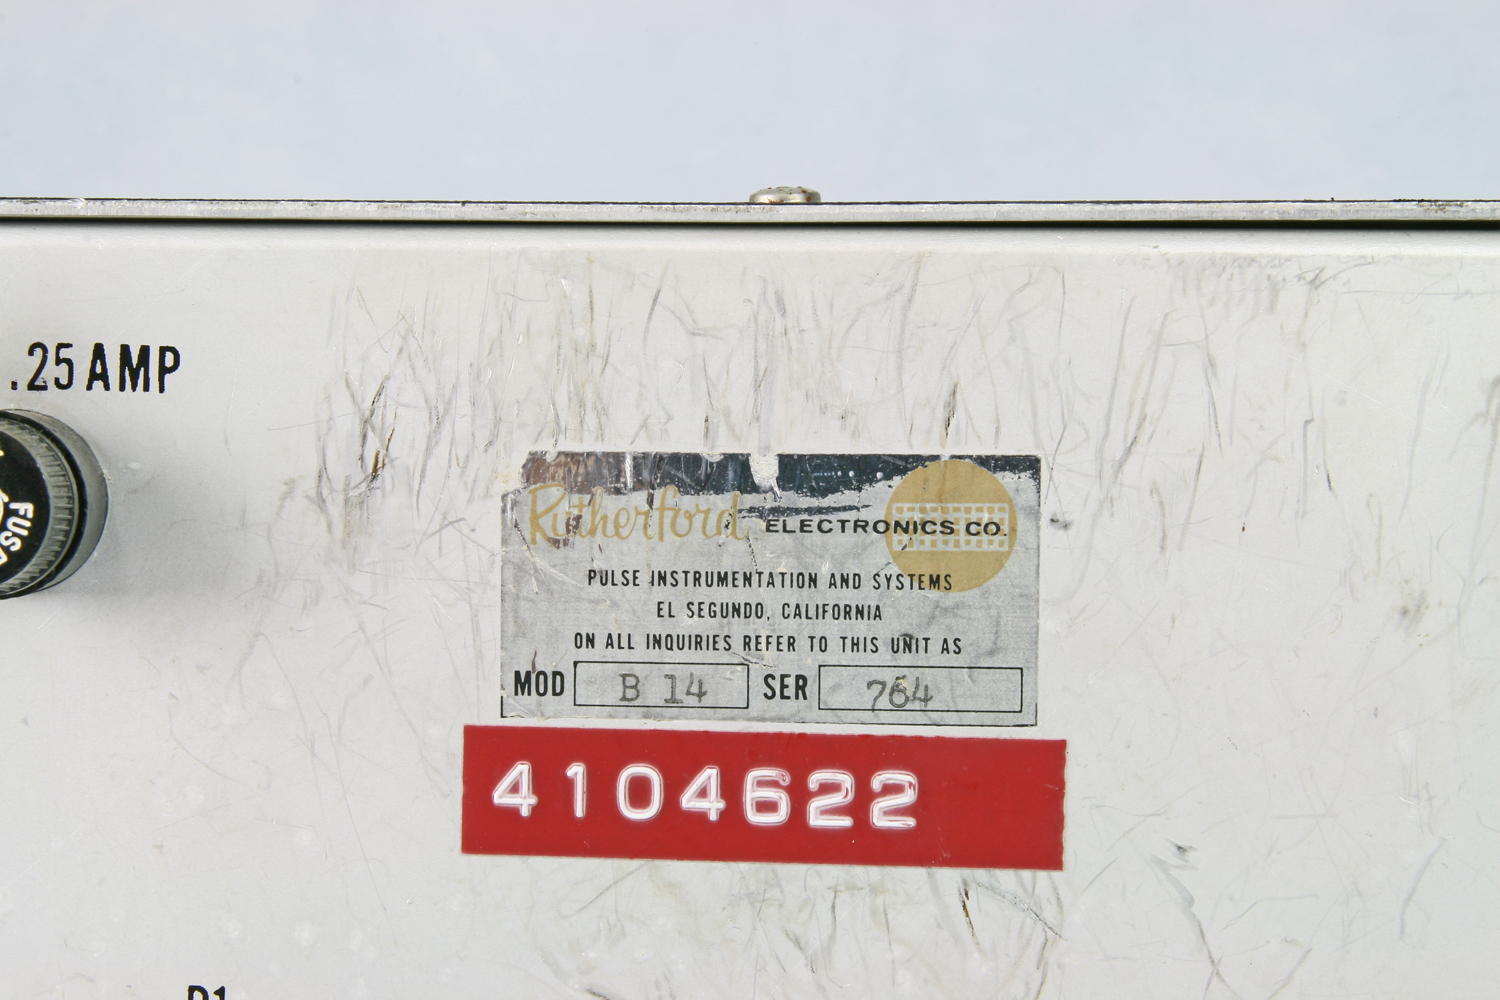 .25 AMP
FUSA
Rutherford ELECTRONICS CO.
PULSE INSTRUMENTATION AND SYSTEMS
EL SEGUNDO, CALIFORNIA
ON ALL INQUIRIES REFER TO THIS UNIT AS
MOD B 14 SER 764
4104622